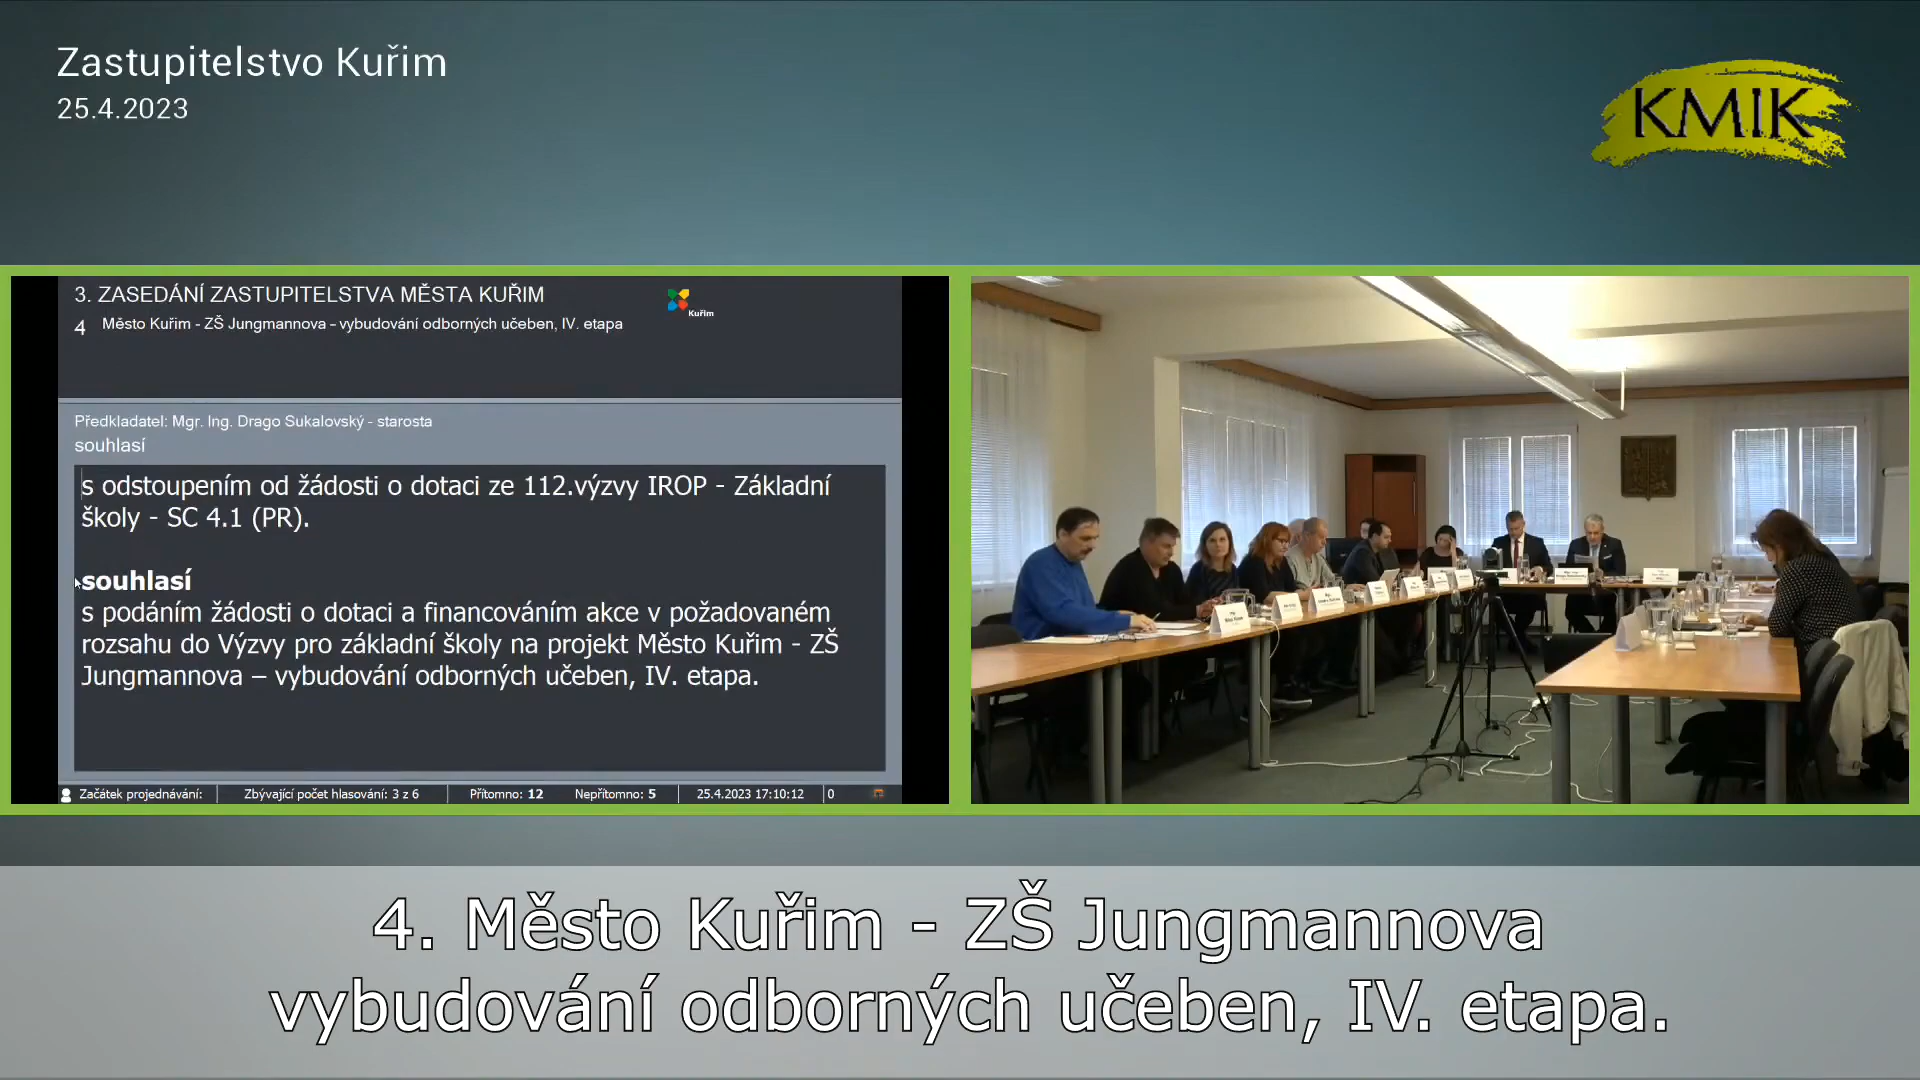 Zastupitelstvo Kuřim
25.4.2023
KMIK
3. ZASEDÁNÍ ZASTUPITELSTVA MĚSTA KUŘIM
Kuřim
4 Město Kuřim - ZŠ Jungmannova – vybudování odborných učeben, IV. etapa
Předkladatel: Mgr. Ing. Drago Sukalovský - starosta
souhlasí
s odstoupením od žádosti o dotaci ze 112.výzvy IROP - Základní
školy - SC 4.1 (PR).
souhlasí
s podáním žádosti o dotaci a financováním akce v požadovaném
rozsahu do Výzvy pro základní školy na projekt Město Kuřim - ZŠ
Jungmannova – vybudování odborných učeben, IV. etapa.
Začátek projednávání: Zbývající počet hlasování: 3 z 6 Přítomno: 12 Nepřítomno: 5 25.4.2023 17:10:12 0
4. Město Kuřim - ZŠ Jungmannova
vybudování odborných učeben, IV. etapa.